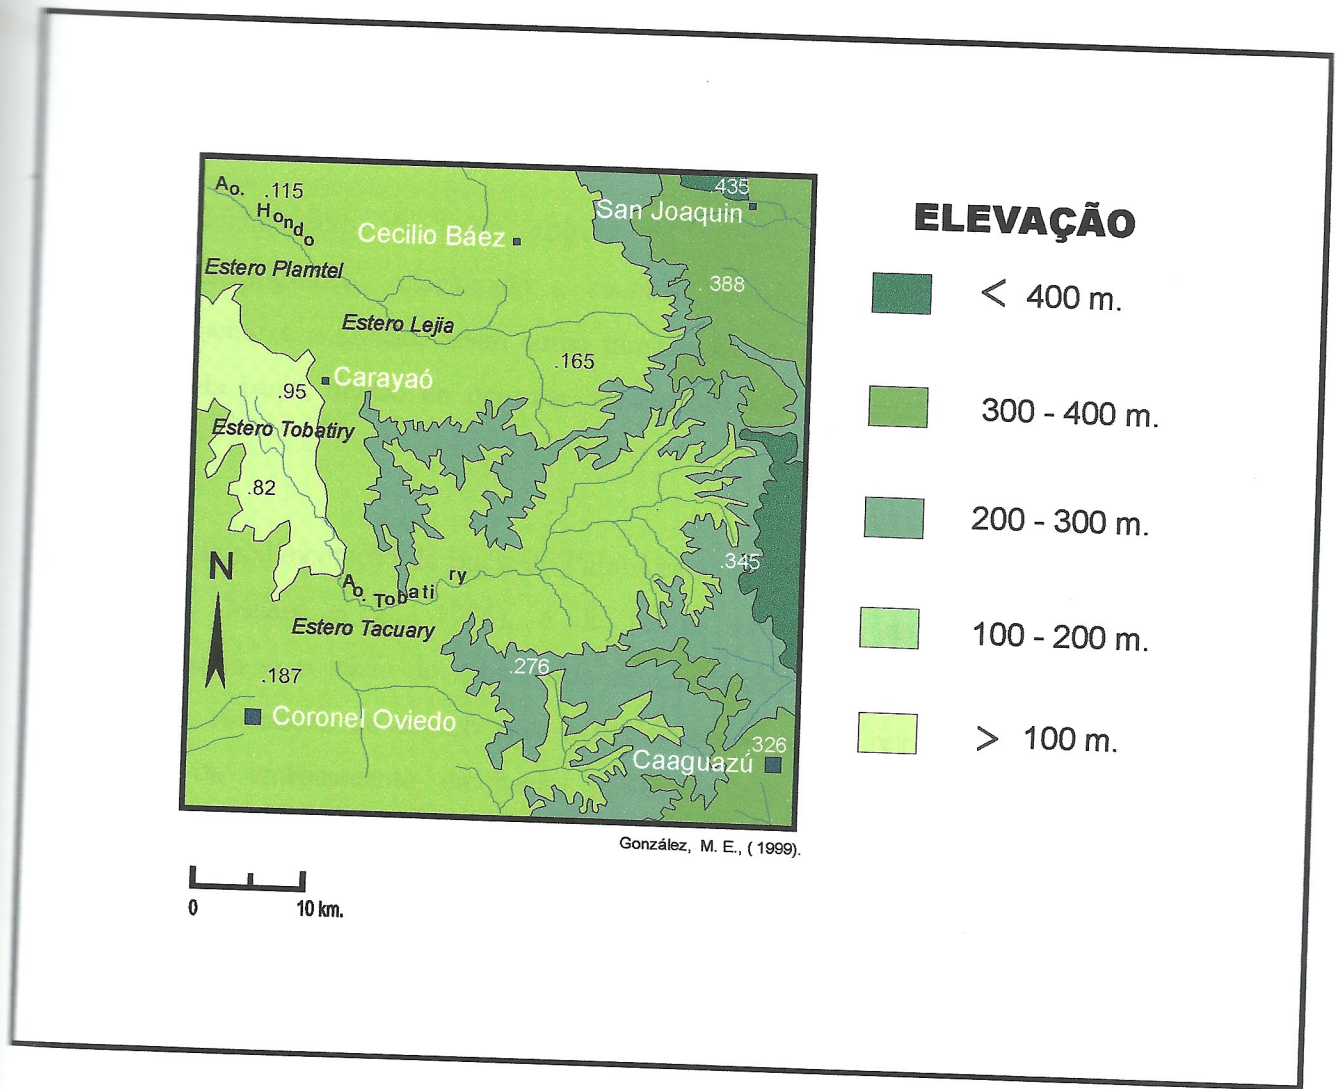 Ao. Hondo
.115
435
San Joaquin
Cecilio Báez
Estero Plamtel
. 388
Estero Lejia
.165
Carayaó
.95
Estero Tobatiry
.82
.345
N
Ao. Tobatiry
Estero Tacuary
.276
.187
Coronel Oviedo
.326
Caaguazú
González, M. E., ( 1999).
0 10 km.
ELEVAÇÃO
< 400 m.
300 - 400 m.
200 - 300 m.
100 - 200 m.
> 100 m.